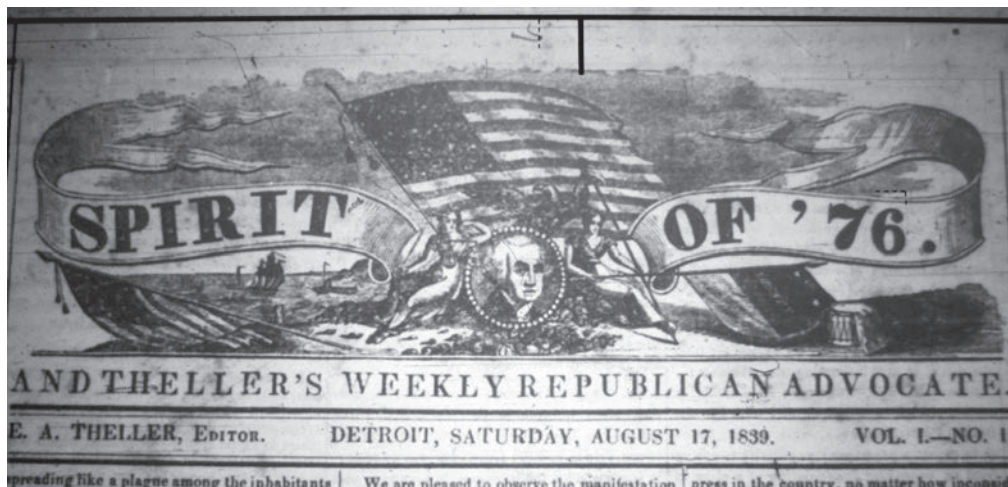 SPIRIT OF '76.
AND THELLER'S WEEKLY REPUBLICAN ADVOCATE
E. A. THELLER, EDITOR. DETROIT, SATURDAY, AUGUST 17, 1839. VOL. I.—NO. 1
spreading like a plague among the inhabitants We are pleased to observe the manifestation press in the country, no matter how